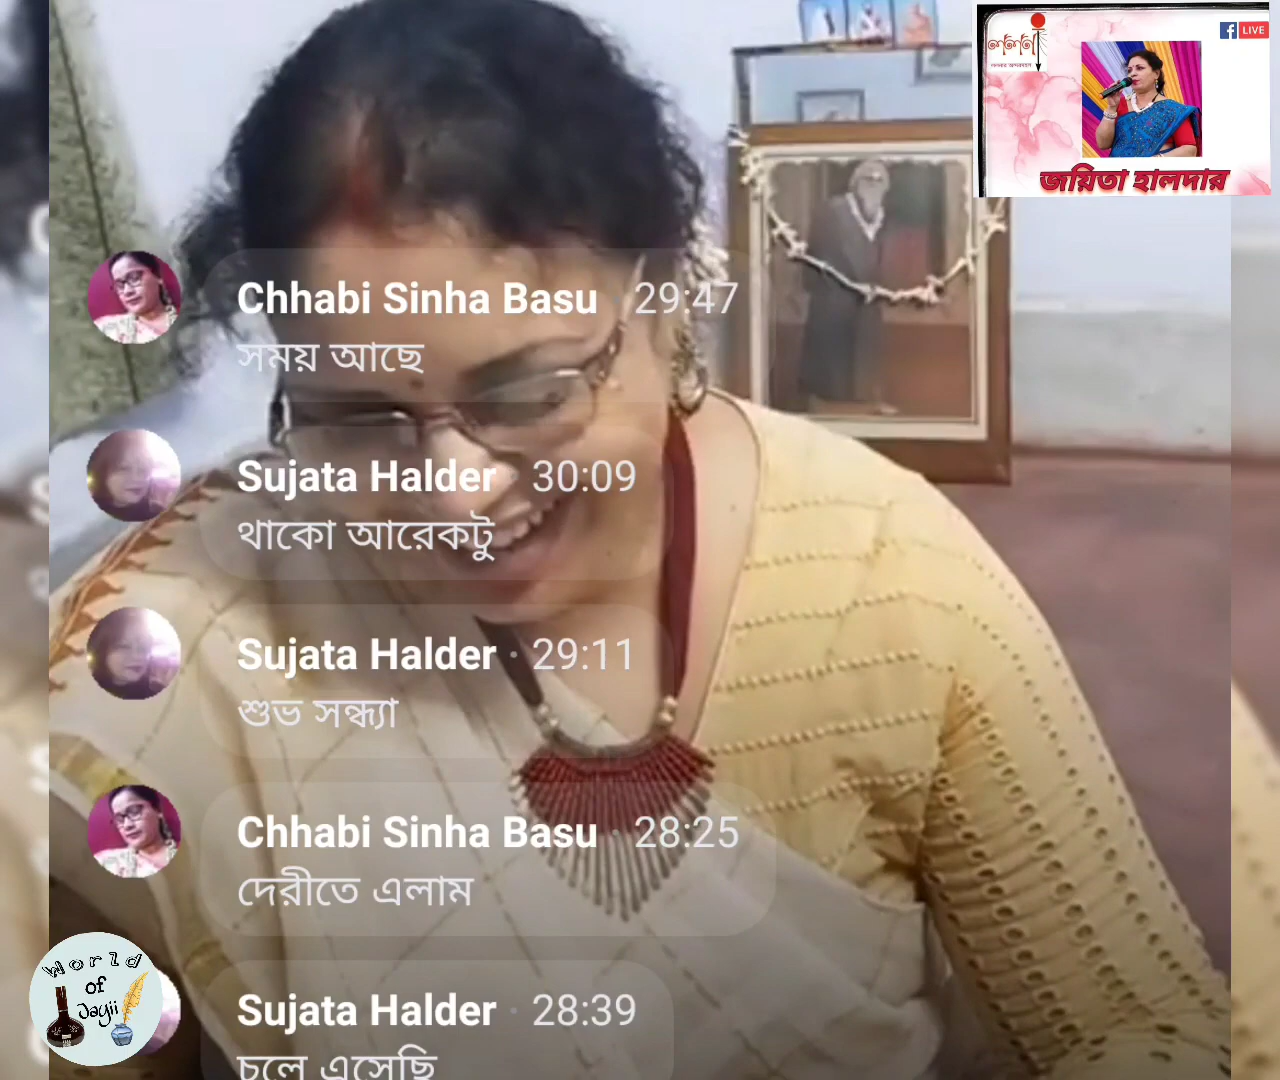 LIVE
জয়িতা হালদার
Chhabi Sinha Basu · 29:47
সময় আছে
Sujata Halder · 30:09
থাকো আরেকটু
Sujata Halder · 29:11
শুভ সন্ধ্যা
Chhabi Sinha Basu · 28:25
দেরীতে এলাম
Sujata Halder · 28:39
চলে এসেছি
World
of
Jayii